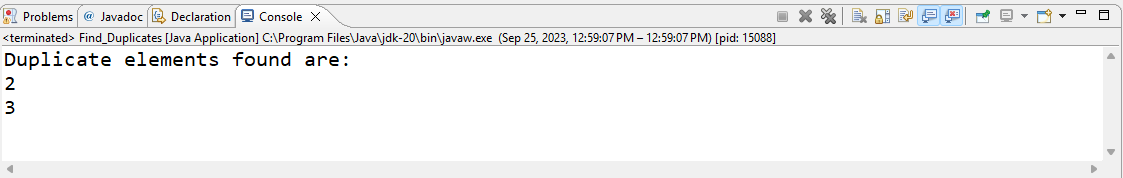 Problems @ Javadoc Declaration Console
<terminated> Find_Duplicates [Java Application] C:\Program Files\Java\jdk-20\bin\javaw.exe (Sep 25, 2023, 12:59:07 PM – 12:59:07 PM) [pid: 15088]
Duplicate elements found are:
2
3